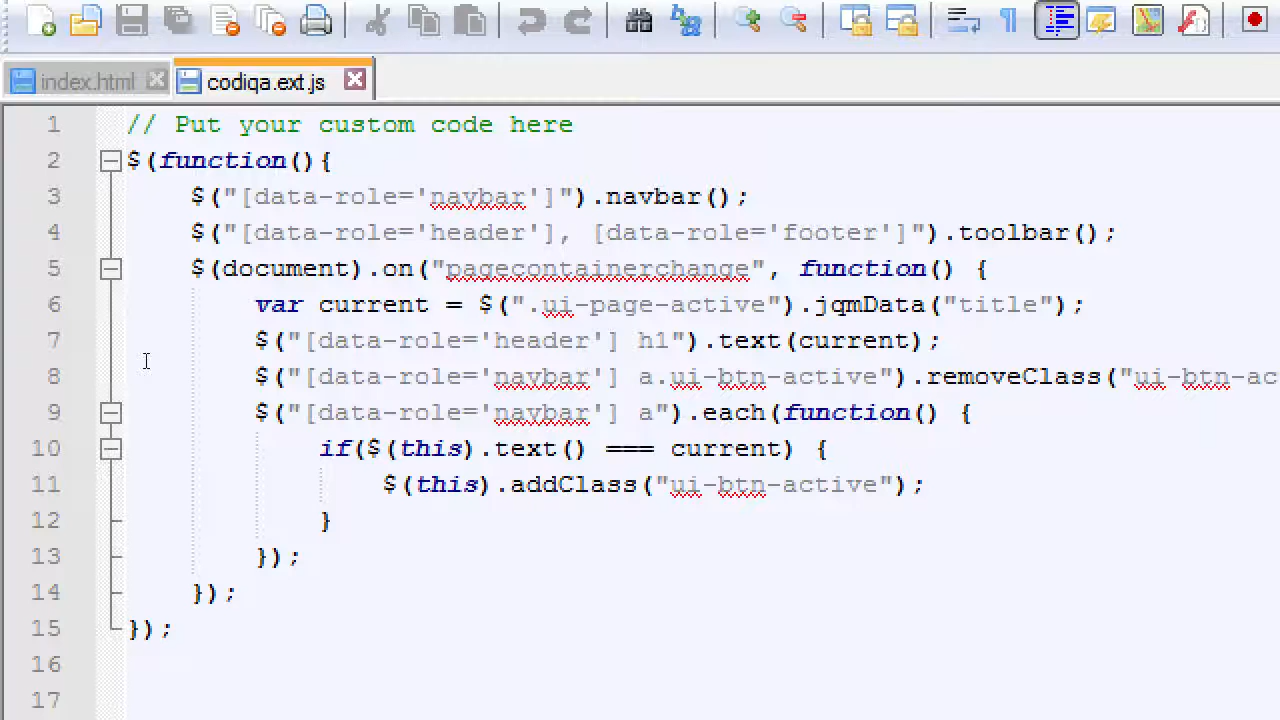 index.html codiqa.ext.js
1 // Put your custom code here
2 $(function(){
3 $("[data-role='navbar']").navbar();
4 $("[data-role='header'], [data-role='footer']").toolbar();
5 $(document).on("pagecontainerchange", function() {
6 var current = $(".ui-page-active").jqmData("title");
7 $("[data-role='header'] h1").text(current);
8 $("[data-role='navbar'] a.ui-btn-active").removeClass("ui-btn-ac
9 $("[data-role='navbar'] a").each(function() {
10 if($(this).text() === current) {
11 $(this).addClass("ui-btn-active");
12 }
13 });
14 });
15 });
16
17